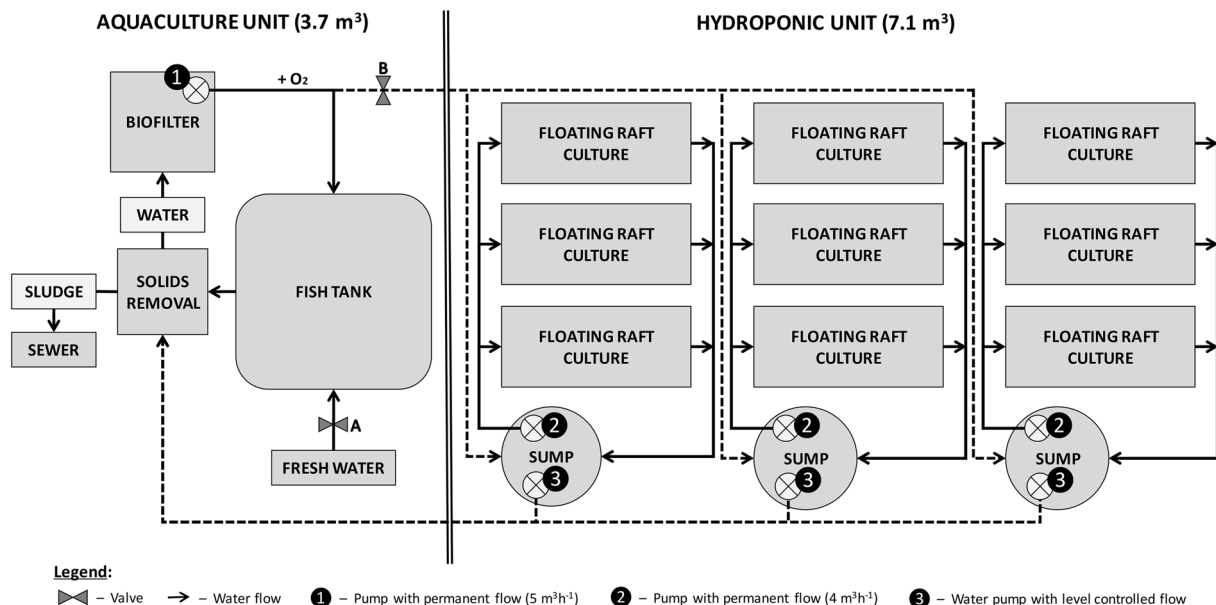 AQUACULTURE UNIT (3.7 m³)
HYDROPONIC UNIT (7.1 m³)
1
+ O₂
B
BIOFILTER
WATER
SOLIDS
REMOVAL
SLUDGE
SEWER
FISH TANK
A
FRESH WATER
FLOATING RAFT
CULTURE
FLOATING RAFT
CULTURE
FLOATING RAFT
CULTURE
2
SUMP
3
FLOATING RAFT
CULTURE
FLOATING RAFT
CULTURE
FLOATING RAFT
CULTURE
2
SUMP
3
FLOATING RAFT
CULTURE
FLOATING RAFT
CULTURE
FLOATING RAFT
CULTURE
2
SUMP
3
Legend:
– Valve
– Water flow
1 – Pump with permanent flow (5 m³h⁻¹)
2 – Pump with permanent flow (4 m³h⁻¹)
3 – Water pump with level controlled flow